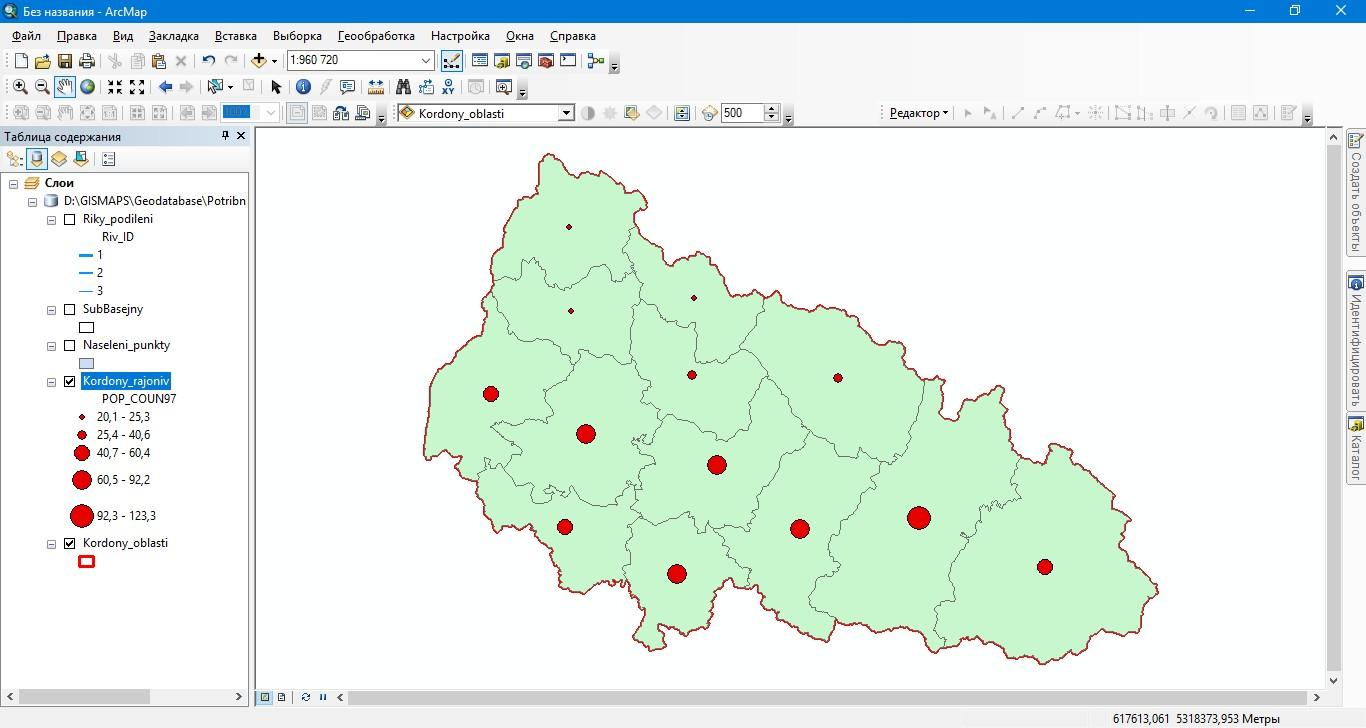 Без названия - ArcMap
Файл Правка Вид Закладка Вставка Выборка Геообработка Настройка Окна Справка
1:960 720
100%
Kordony_oblasti
500
Редактор
Таблица содержания
Слои
D:\GISMAPS\Geodatabase\Potribn
Riky_podileni
Riv_ID
1
2
3
SubBasejny
Naseleni_punkty
Kordony_rajoniv
POP_COUN97
20,1 - 25,3
25,4 - 40,6
40,7 - 60,4
60,5 - 92,2
92,3 - 123,3
Kordony_oblasti
Создать объекты
Идентифицировать
Каталог
617613,061 5318373,953 Метры